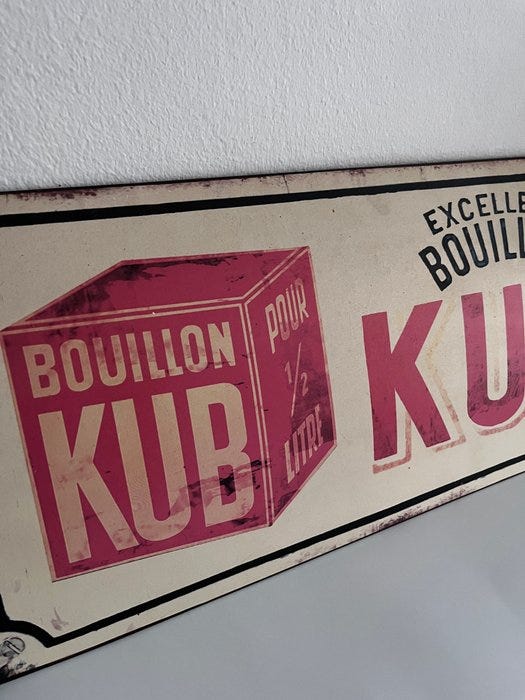 BOUILLON
KUB
POUR
1/2
LITRE
EXCELLE
BOUILL
KU